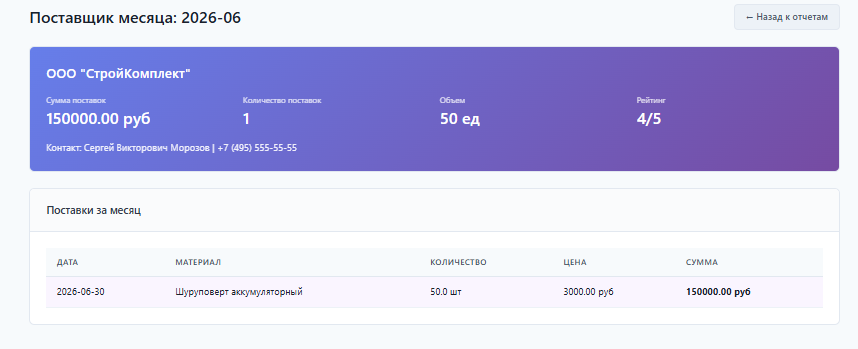 Поставщик месяца: 2026-06
← Назад к отчетам
ООО "СтройКомплект"
Сумма поставок Количество поставок Объем Рейтинг
150000.00 руб 1 50 ед 4/5
Контакт: Сергей Викторович Морозов | +7 (495) 555-55-55
Поставки за месяц
ДАТА МАТЕРИАЛ КОЛИЧЕСТВО ЦЕНА СУММА
2026-06-30 Шуруповерт аккумуляторный 50.0 шт 3000.00 руб 150000.00 руб